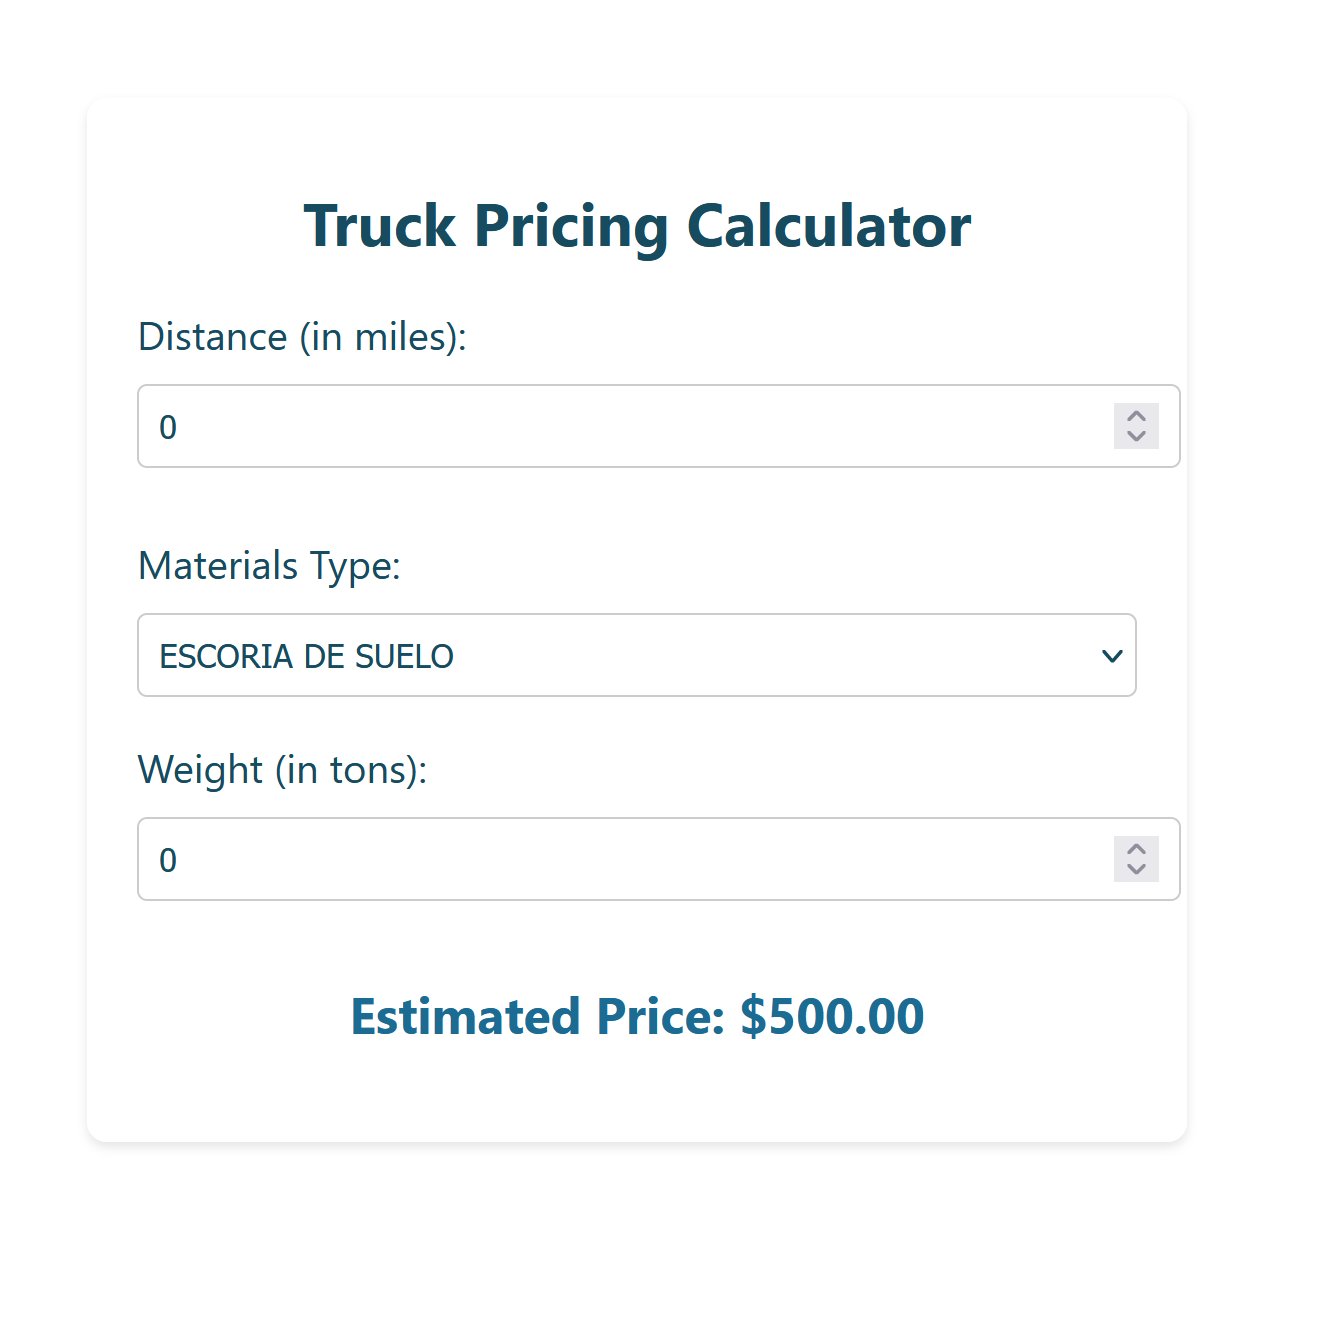 Truck Pricing Calculator
Distance (in miles):
0
Materials Type:
ESCORIA DE SUELO
Weight (in tons):
0
Estimated Price: $500.00